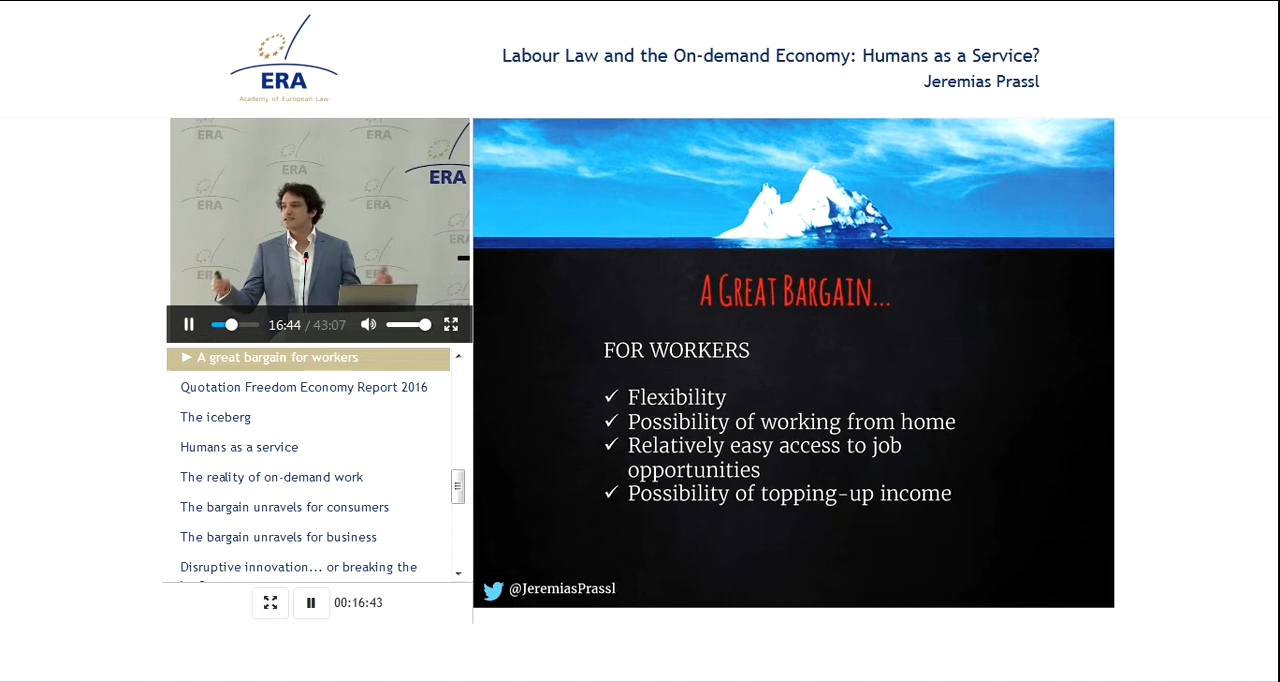 ERA
Academy of European Law
Labour Law and the On-demand Economy: Humans as a Service?
Jeremias Prassl
ERA
ERA
ERA
ERA
ERA
ERA
ERA
ERA
16:44 / 43:07
► A great bargain for workers
Quotation Freedom Economy Report 2016
The iceberg
Humans as a service
The reality of on-demand work
The bargain unravels for consumers
The bargain unravels for business
Disruptive innovation... or breaking the
00:16:43
A GREAT BARGAIN...
FOR WORKERS
✓ Flexibility
✓ Possibility of working from home
✓ Relatively easy access to job
opportunities
✓ Possibility of topping-up income
@JeremiasPrassl